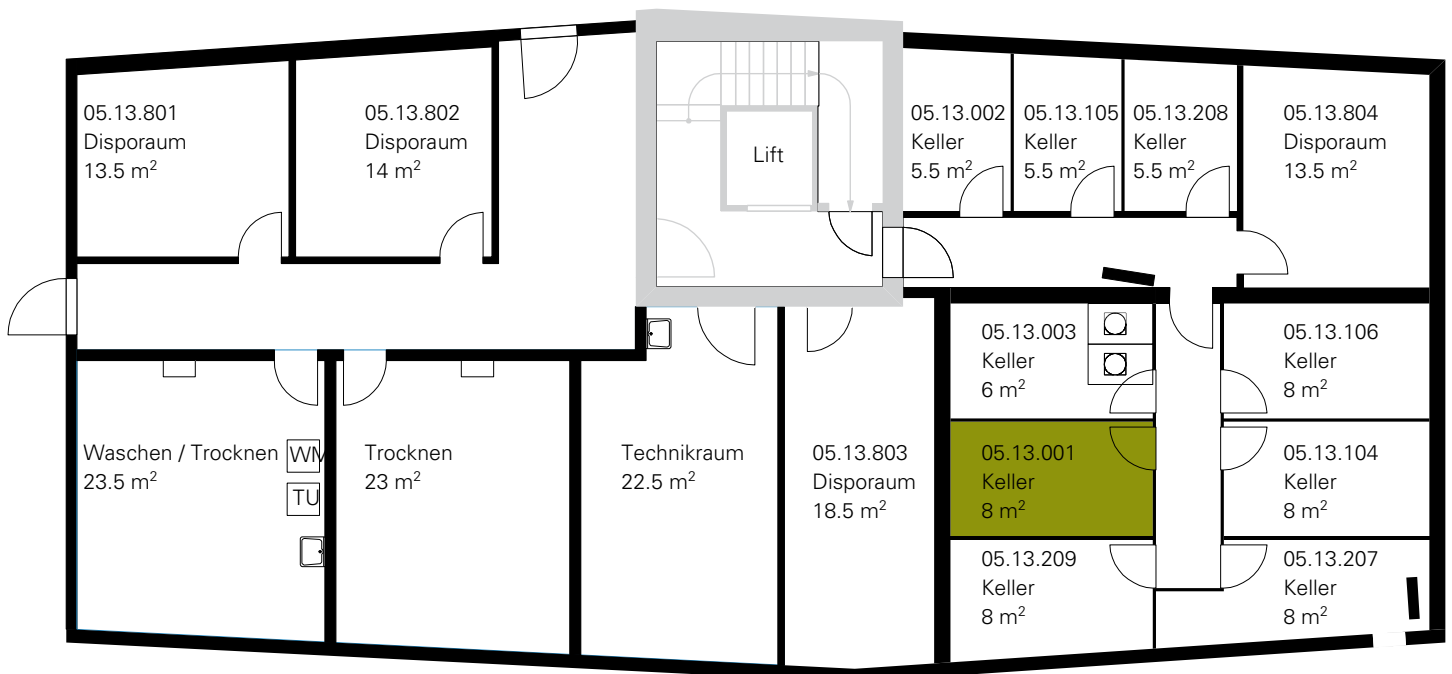 05.13.801
Disporaum
13.5 m²
05.13.802
Disporaum
14 m²
Lift
05.13.002
Keller
5.5 m²
05.13.105
Keller
5.5 m²
05.13.208
Keller
5.5 m²
05.13.804
Disporaum
13.5 m²
Waschen / Trocknen
23.5 m²
WM
TU
Trocknen
23 m²
Technikraum
22.5 m²
05.13.803
Disporaum
18.5 m²
05.13.003
Keller
6 m²
05.13.001
Keller
8 m²
05.13.209
Keller
8 m²
05.13.106
Keller
8 m²
05.13.104
Keller
8 m²
05.13.207
Keller
8 m²